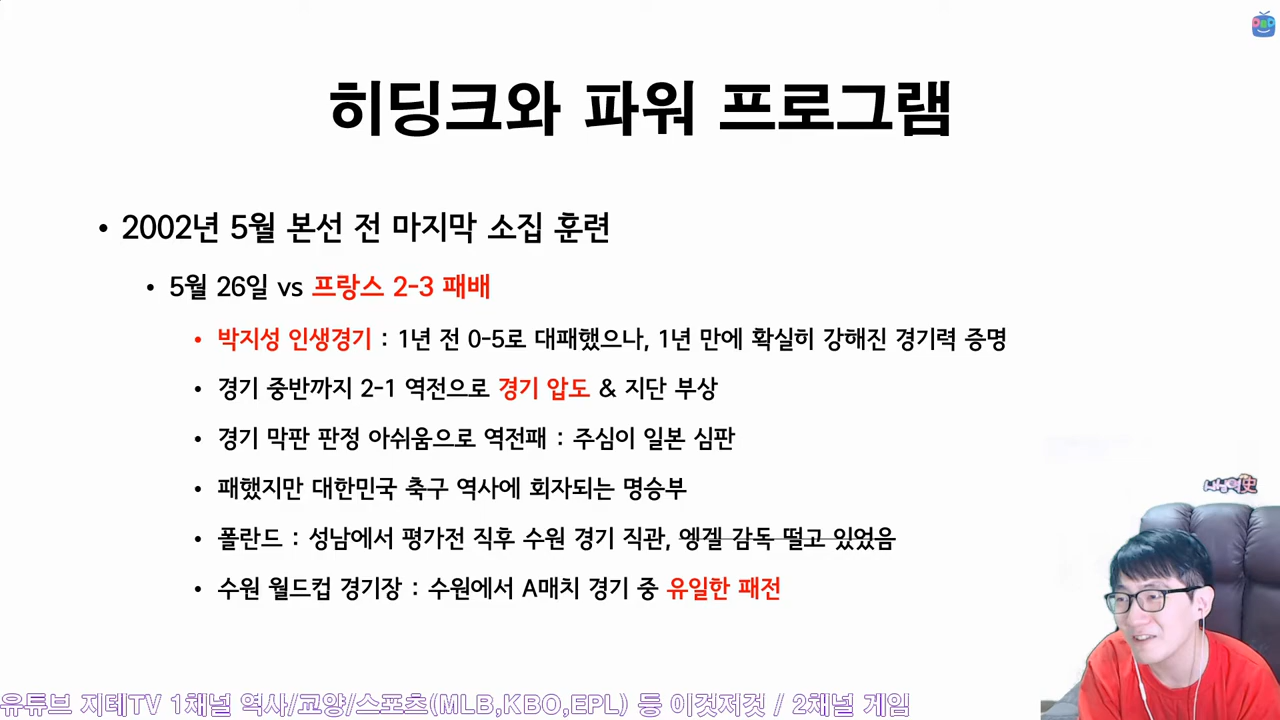 히딩크와 파워 프로그램
• 2002년 5월 본선 전 마지막 소집 훈련
• 5월 26일 vs 프랑스 2-3 패배
• 박지성 인생경기 : 1년 전 0-5로 대패했으나, 1년 만에 확실히 강해진 경기력 증명
• 경기 중반까지 2-1 역전으로 경기 압도 & 지단 부상
• 경기 막판 판정 아쉬움으로 역전패 : 주심이 일본 심판
• 패했지만 대한민국 축구 역사에 회자되는 명승부
• 폴란드 : 성남에서 평가전 직후 수원 경기 직관, 엥겔 감독 떨고 있었음
• 수원 월드컵 경기장 : 수원에서 A매치 경기 중 유일한 패전
유튜브 지테TV 1채널 역사/교양/스포츠(MLB,KBO,EPL) 등 이것저것 / 2채널 게임